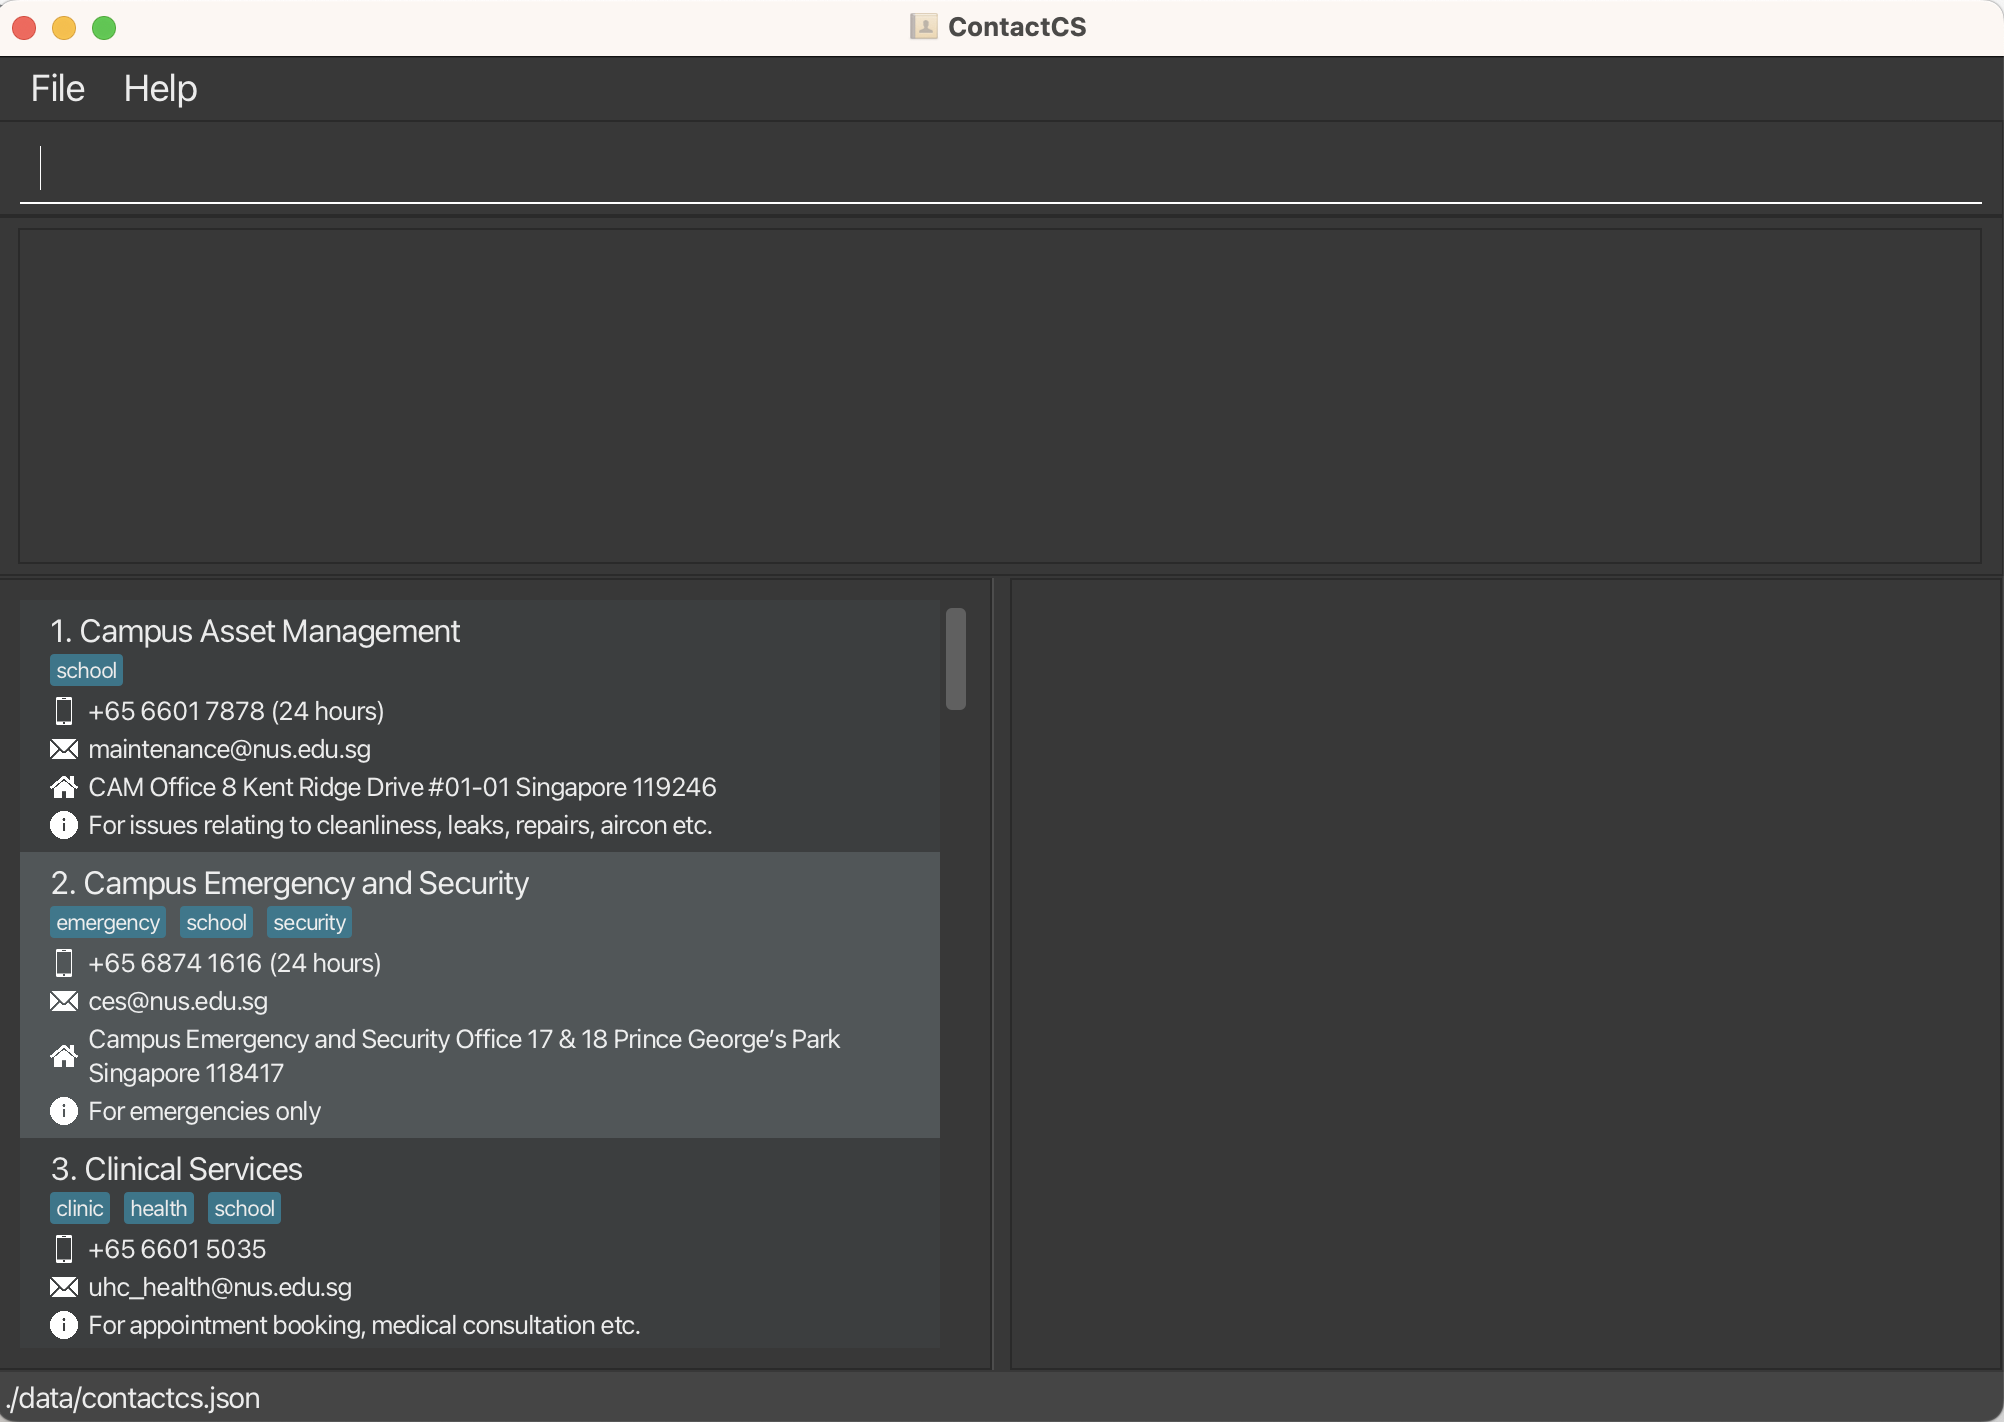 ContactCS
File Help
1. Campus Asset Management
school
+65 6601 7878 (24 hours)
maintenance@nus.edu.sg
CAM Office 8 Kent Ridge Drive #01-01 Singapore 119246
For issues relating to cleanliness, leaks, repairs, aircon etc.
2. Campus Emergency and Security
emergency school security
+65 6874 1616 (24 hours)
ces@nus.edu.sg
Campus Emergency and Security Office 17 & 18 Prince George’s Park
Singapore 118417
For emergencies only
3. Clinical Services
clinic health school
+65 6601 5035
uhc_health@nus.edu.sg
For appointment booking, medical consultation etc.
./data/contactcs.json